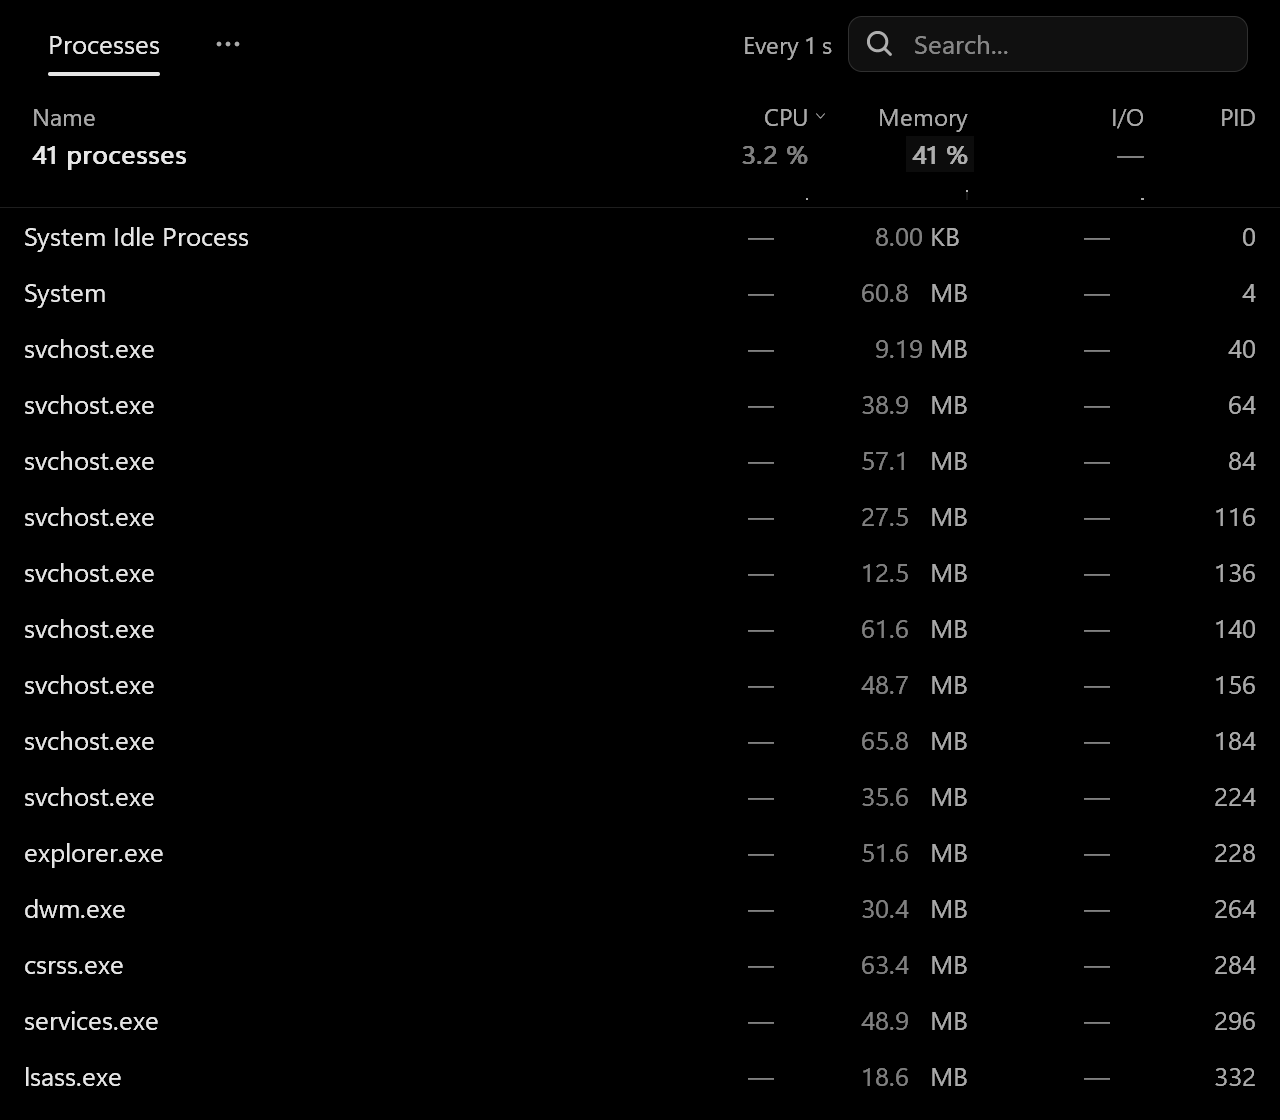 Processes ... Every 1 s Search...
Name CPU Memory I/O PID
41 processes 3.2 % 41 % —
System Idle Process — 8.00 KB — 0
System — 60.8 MB — 4
svchost.exe — 9.19 MB — 40
svchost.exe — 38.9 MB — 64
svchost.exe — 57.1 MB — 84
svchost.exe — 27.5 MB — 116
svchost.exe — 12.5 MB — 136
svchost.exe — 61.6 MB — 140
svchost.exe — 48.7 MB — 156
svchost.exe — 65.8 MB — 184
svchost.exe — 35.6 MB — 224
explorer.exe — 51.6 MB — 228
dwm.exe — 30.4 MB — 264
csrss.exe — 63.4 MB — 284
services.exe — 48.9 MB — 296
lsass.exe — 18.6 MB — 332